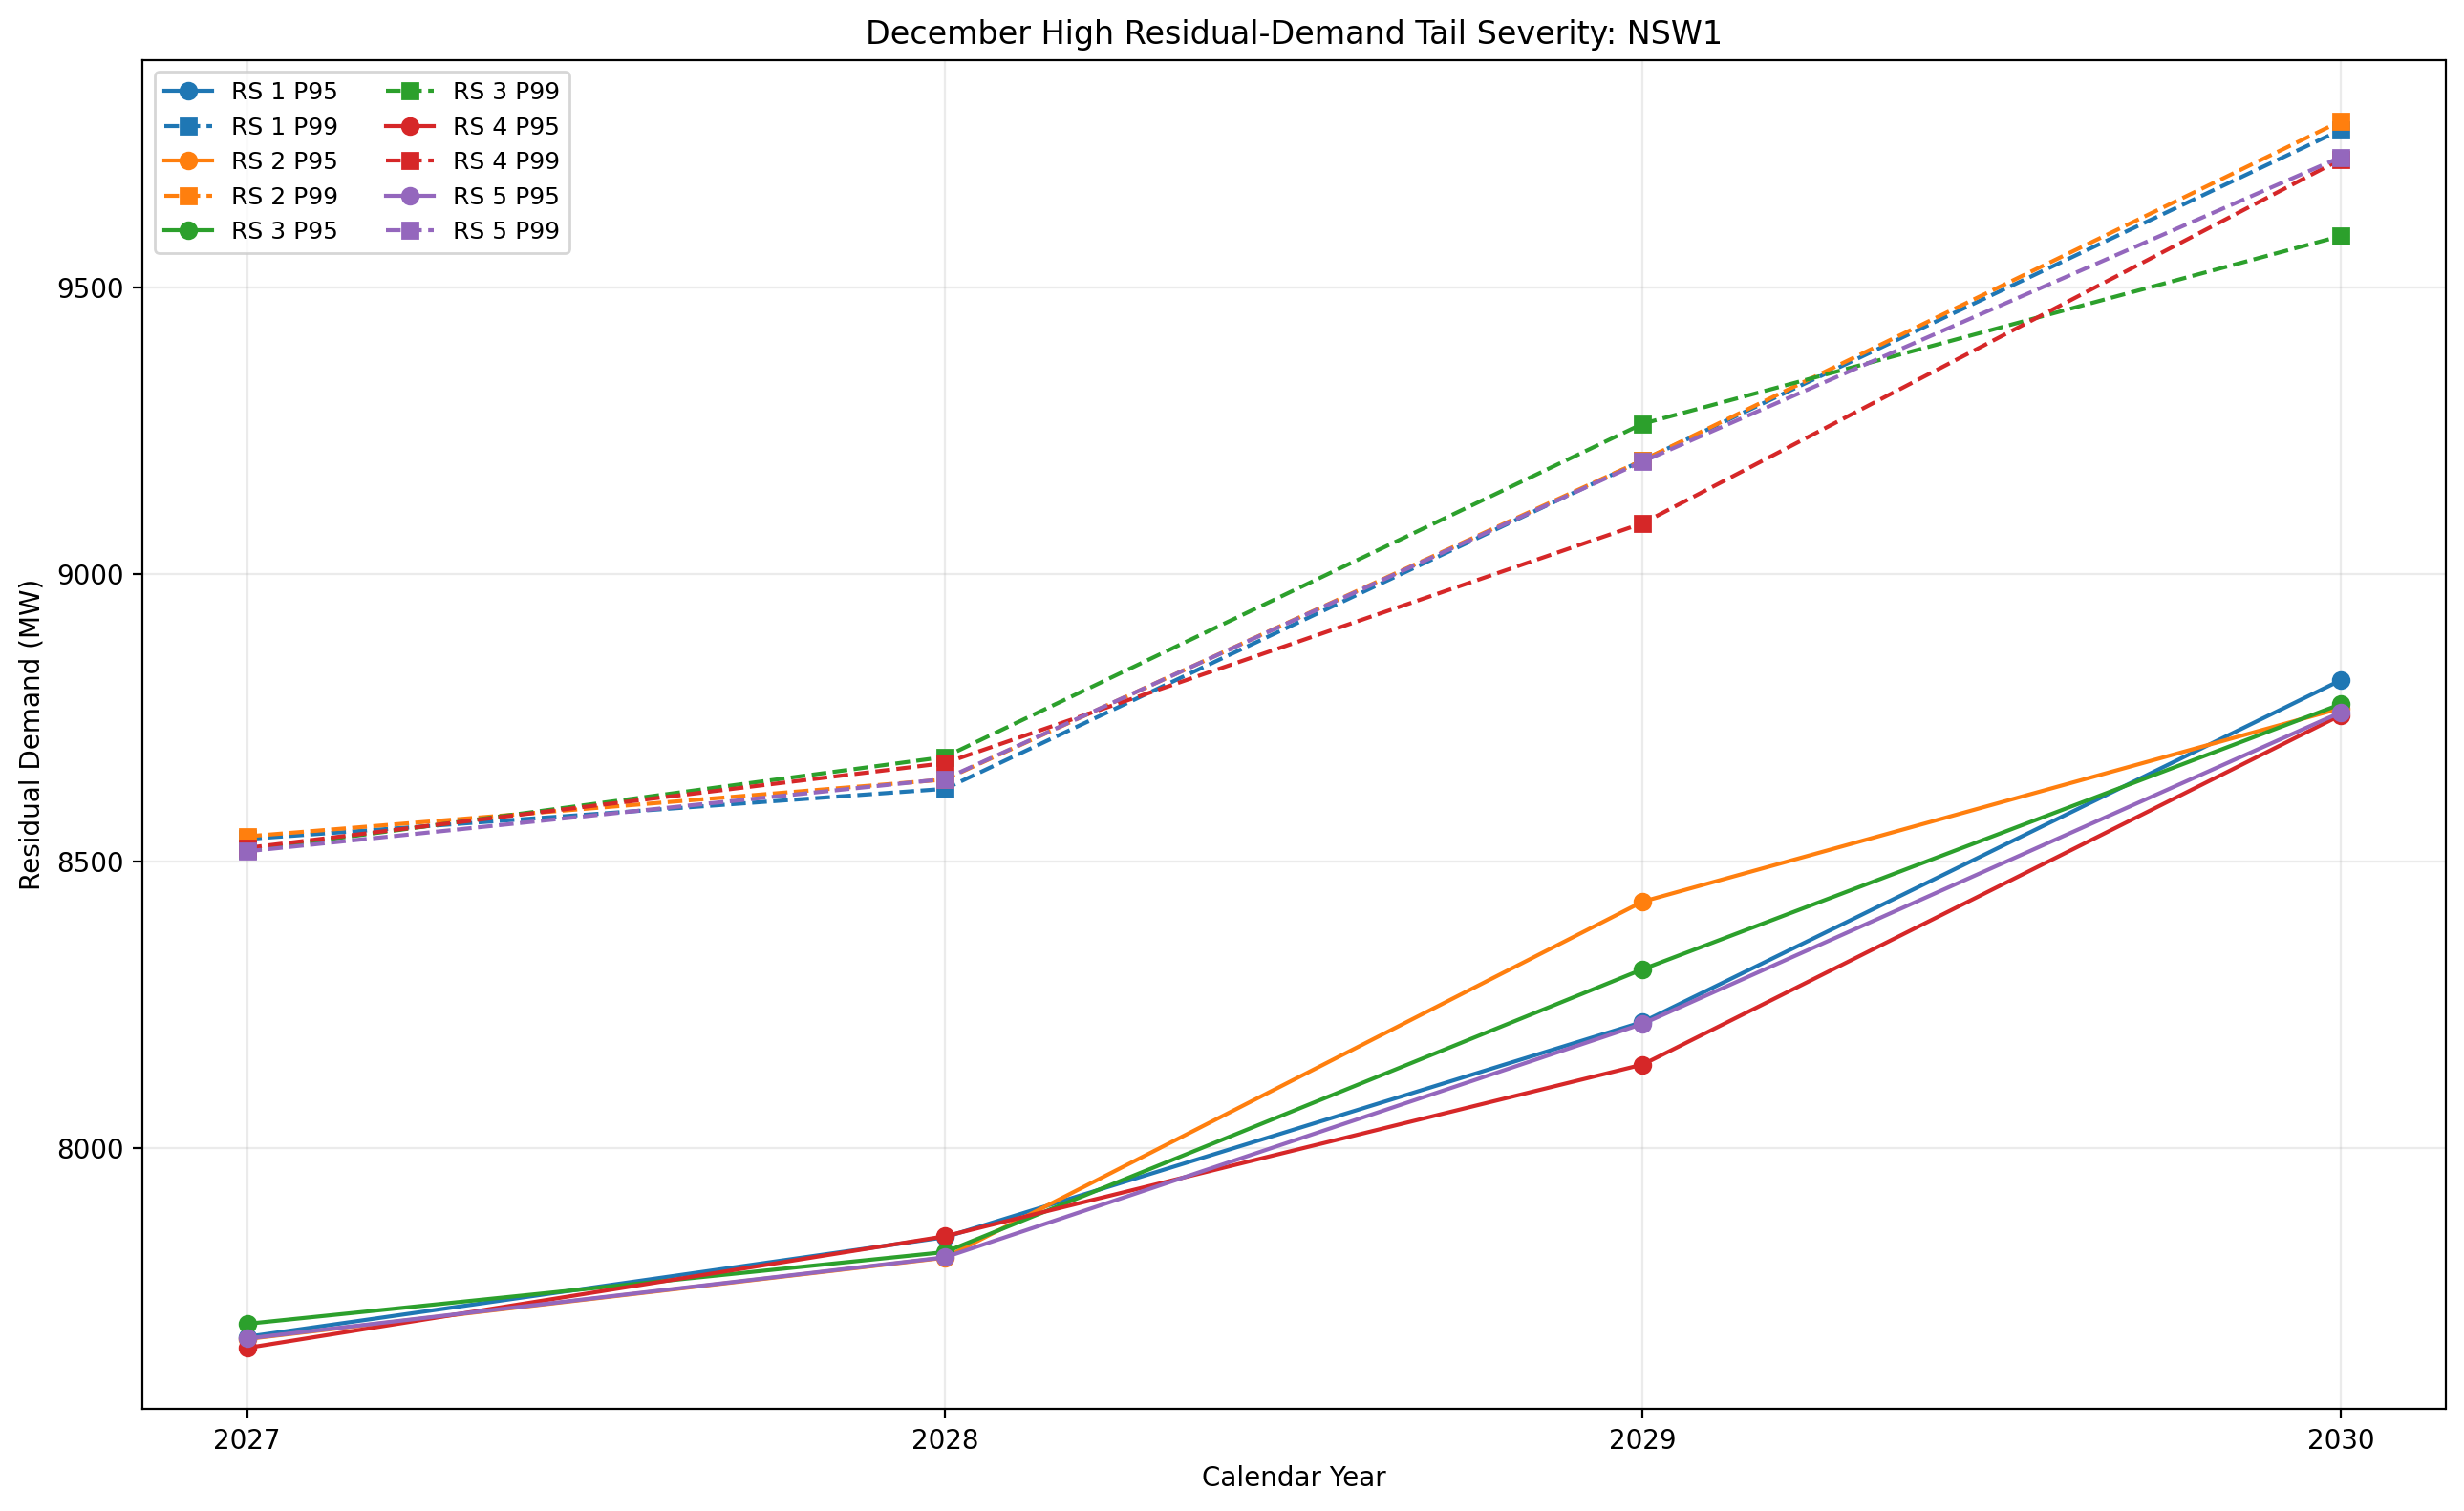 December High Residual-Demand Tail Severity: NSW1
RS 1 P95
RS 1 P99
RS 2 P95
RS 2 P99
RS 3 P95
RS 3 P99
RS 4 P95
RS 4 P99
RS 5 P95
RS 5 P99
Residual Demand (MW)
9500
9000
8500
8000
2027
2028
2029
2030
Calendar Year